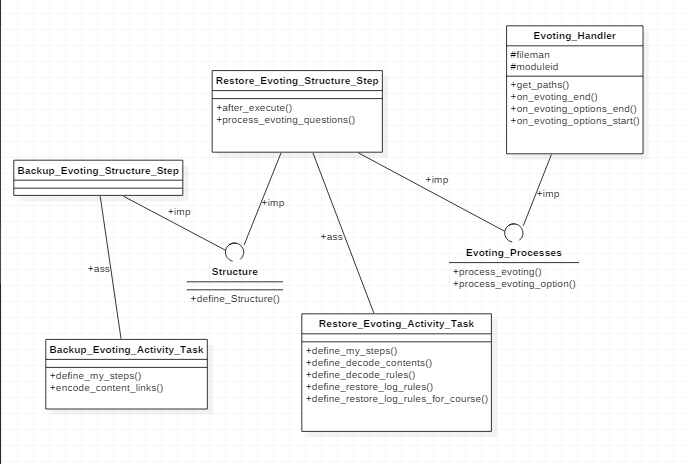 Evoting_Handler
#fileman
#moduleid
+get_paths()
+on_evoting_end()
+on_evoting_options_end()
+on_evoting_options_start()
Restore_Evoting_Structure_Step
+after_execute()
+process_evoting_questions()
Backup_Evoting_Structure_Step
+imp
+imp
+imp
+imp
+ass
+ass
Structure
+define_Structure()
Evoting_Processes
+process_evoting()
+process_evoting_option()
Backup_Evoting_Activity_Task
+define_my_steps()
+encode_content_links()
Restore_Evoting_Activity_Task
+define_my_steps()
+define_decode_contents()
+define_decode_rules()
+define_restore_log_rules()
+define_restore_log_rules_for_course()